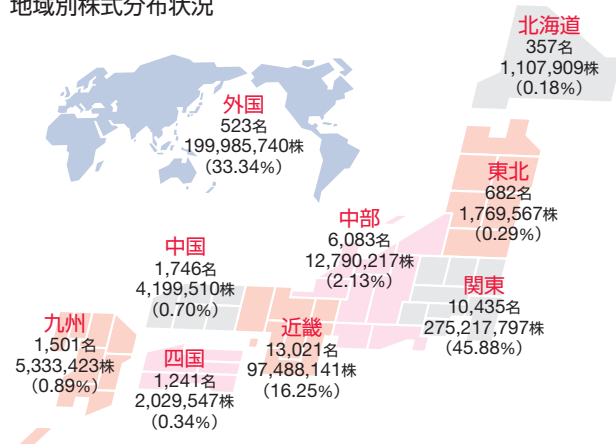 地域別株式分布状況
北海道
357名
1,107,909株
(0.18%)
外国
523名
199,985,740株
(33.34%)
東北
682名
1,769,567株
(0.29%)
中部
6,083名
12,790,217株
(2.13%)
中国
1,746名
4,199,510株
(0.70%)
関東
10,435名
275,217,797株
(45.88%)
九州
1,501名
5,333,423株
(0.89%)
四国
1,241名
2,029,547株
(0.34%)
近畿
13,021名
97,488,141株
(16.25%)